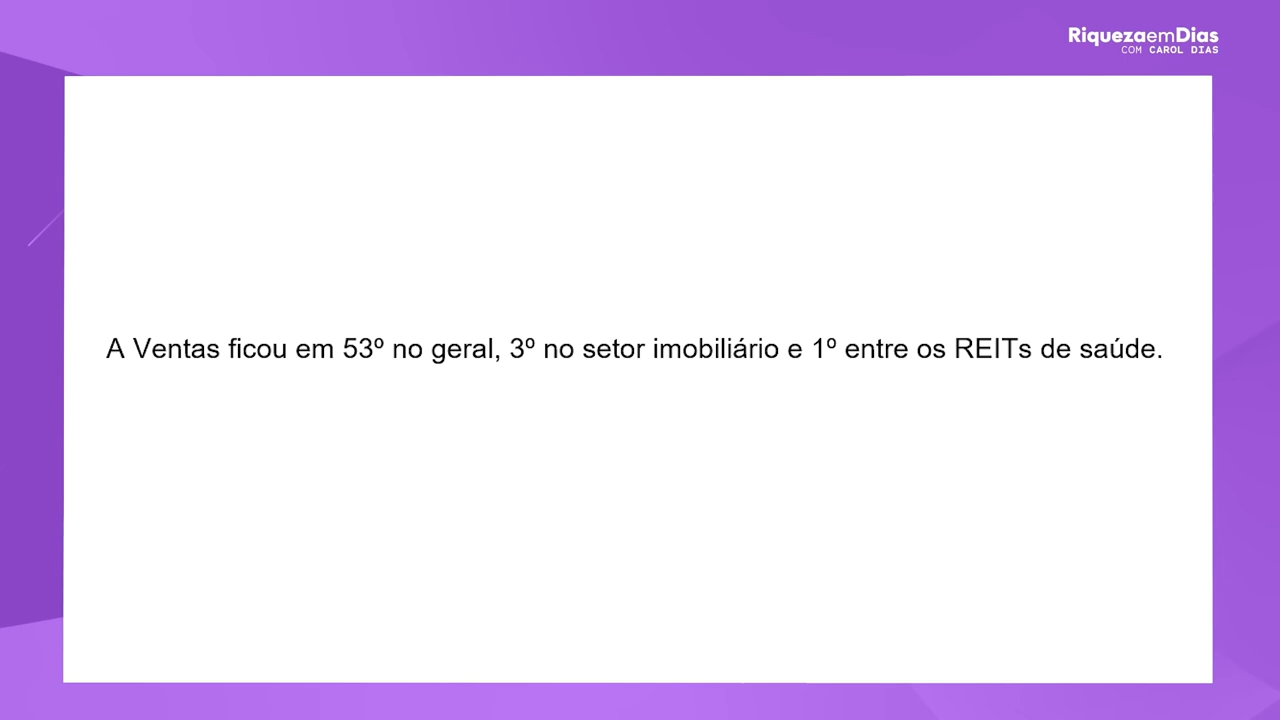 RiquezaemDias
COM CAROL DIAS
A Ventas ficou em 53º no geral, 3º no setor imobiliário e 1º entre os REITs de saúde.